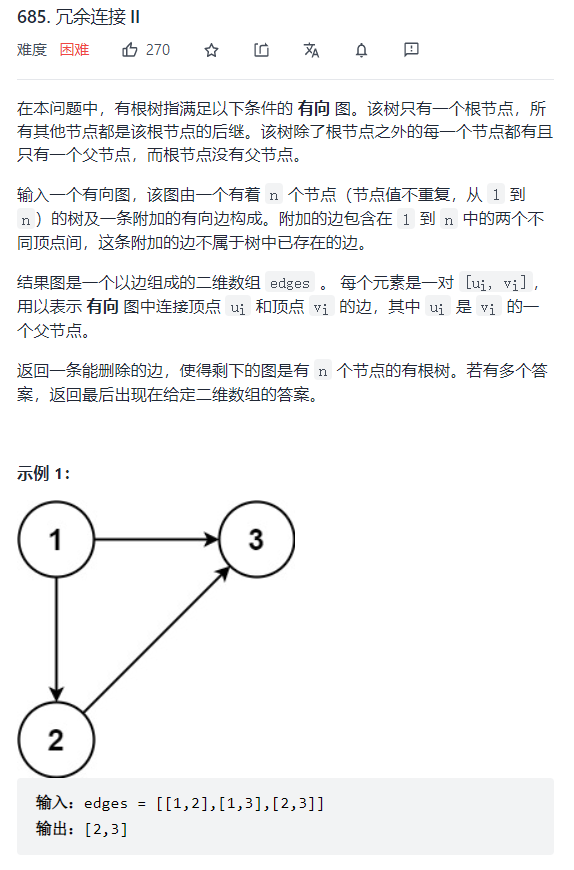 685. 冗余连接 II
难度 困难 270
在本问题中，有根树指满足以下条件的 有向 图。该树只有一个根节点，所
有其他节点都是该根节点的后继。该树除了根节点之外的每一个节点都有且
只有一个父节点，而根节点没有父节点。
输入一个有向图，该图由一个有着 n 个节点（节点值不重复，从 1 到
n ）的树及一条附加的有向边构成。附加的边包含在 1 到 n 中的两个不
同顶点间，这条附加的边不属于树中已存在的边。
结果图是一个以边组成的二维数组 edges 。 每个元素是一对 [ui, vi]，
用以表示 有向 图中连接顶点 ui 和顶点 vi 的边，其中 ui 是 vi 的一
个父节点。
返回一条能删除的边，使得剩下的图是有 n 个节点的有根树。若有多个答
案，返回最后出现在给定二维数组的答案。
示例 1：
1
3
2
输入：edges = [[1,2],[1,3],[2,3]]
输出：[2,3]